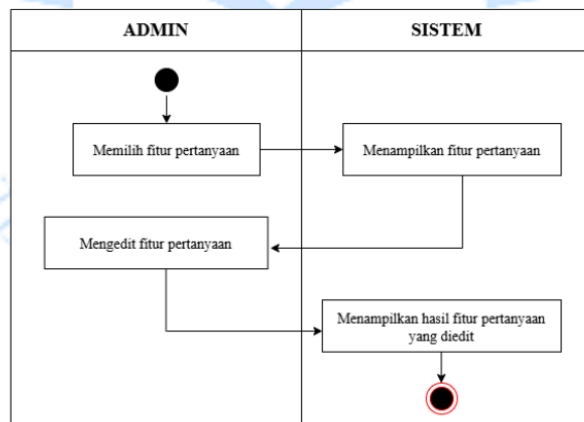 ADMIN
SISTEM
Memilih fitur pertanyaan
Menampilkan fitur pertanyaan
Mengedit fitur pertanyaan
Menampilkan hasil fitur pertanyaan
yang diedit